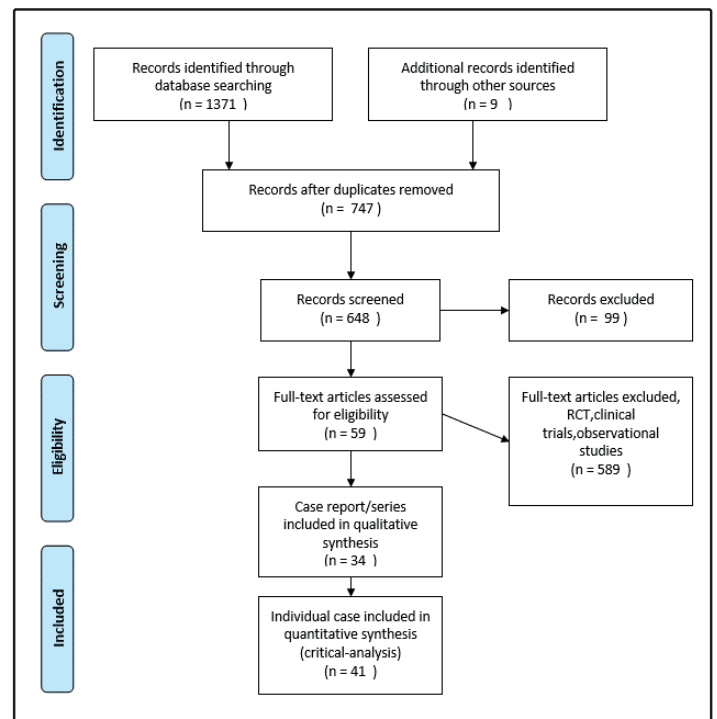 Identification
Records identified through
database searching
(n = 1371 )
Additional records identified
through other sources
(n = 9 )
Records after duplicates removed
(n = 747 )
Screening
Records screened
(n = 648 )
Records excluded
(n = 99 )
Eligibility
Full-text articles assessed
for eligibility
(n = 59 )
Full-text articles excluded,
RCT,clinical
trials,observational
studies
(n = 589 )
Case report/series
included in qualitative
synthesis
(n = 34 )
Included
Individual case included in
quantitative synthesis
(critical-analysis)
(n = 41 )